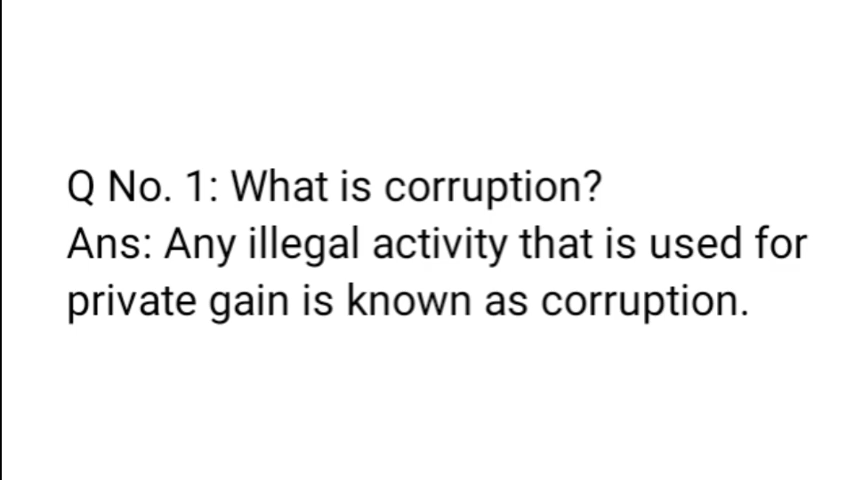 Q No. 1: What is corruption?
Ans: Any illegal activity that is used for
private gain is known as corruption.